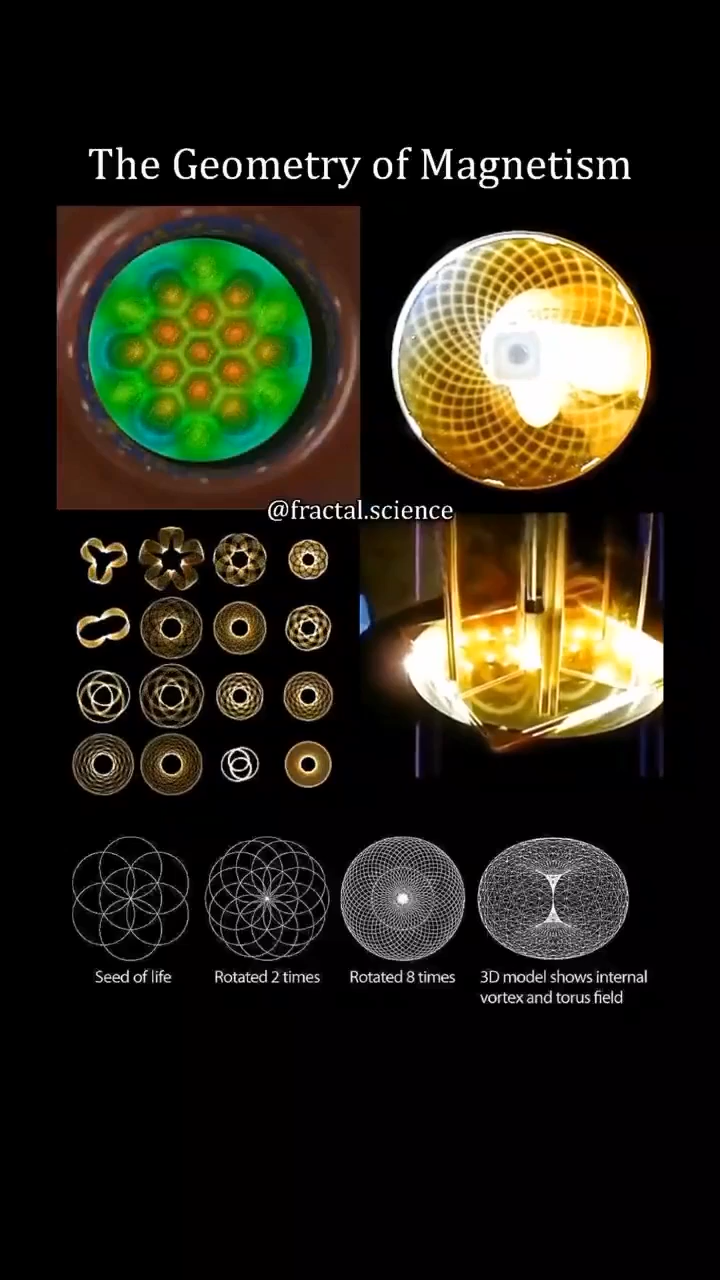 The Geometry of Magnetism
@fractal.science
Seed of life
Rotated 2 times
Rotated 8 times
3D model shows internal
vortex and torus field